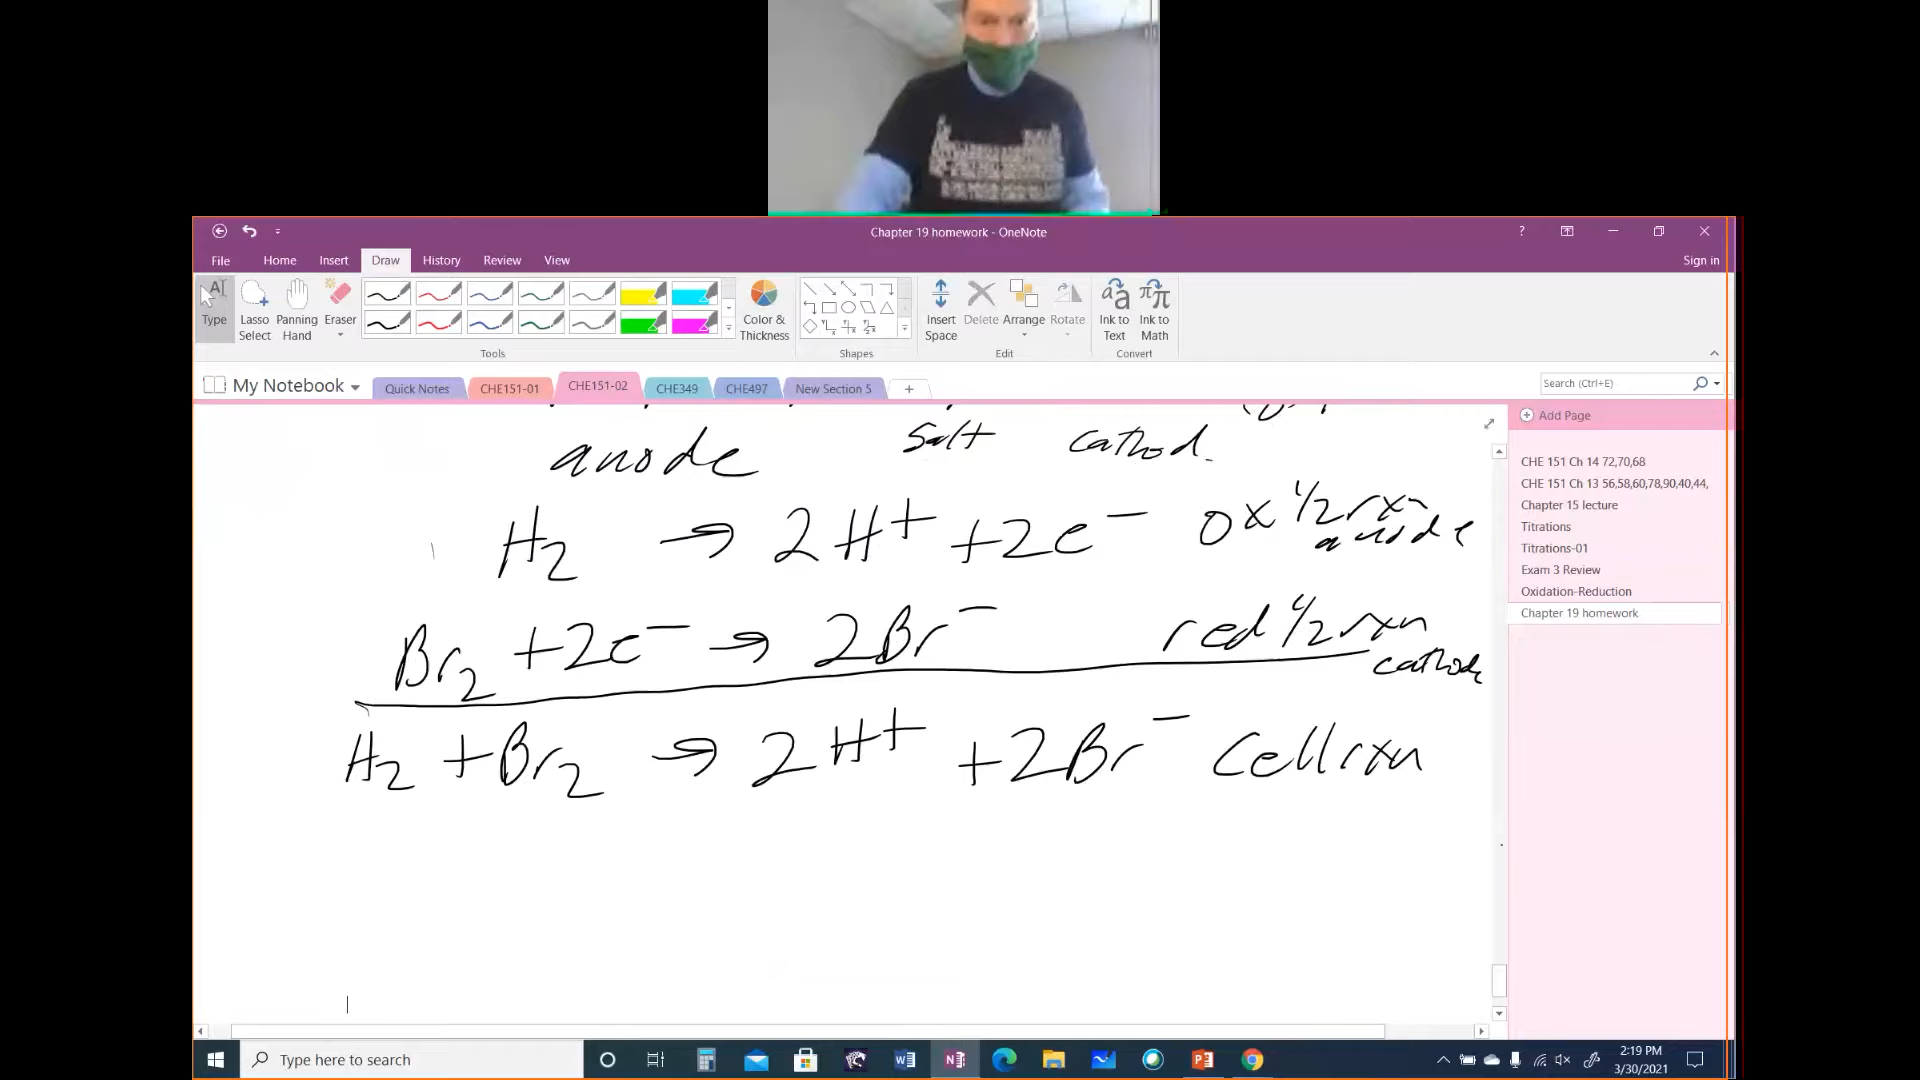 Chapter 19 homework - OneNote
?
File Home Insert Draw History Review View Sign in
Type Lasso Select Panning Hand Eraser Color & Thickness Insert Space Delete Arrange Rotate Ink to Text Ink to Math
Tools Shapes Edit Convert
My Notebook Quick Notes CHE151-01 CHE151-02 CHE349 CHE497 New Section 5 + Search (Ctrl+E)
Add Page
CHE 151 Ch 14 72,70,68
CHE 151 Ch 13 56,58,60,78,90,40,44,
Chapter 15 lecture
Titrations
Titrations-01
Exam 3 Review
Oxidation-Reduction
Chapter 19 homework
anode salt cathod.
H₂ → 2H⁺ + 2e⁻ ox ½ rxn
anode
Br₂ + 2e⁻ → 2Br⁻ red ½ rxn
cathode
H₂ + Br₂ → 2H⁺ + 2Br⁻ Cell rxn
Type here to search
2:19 PM
3/30/2021